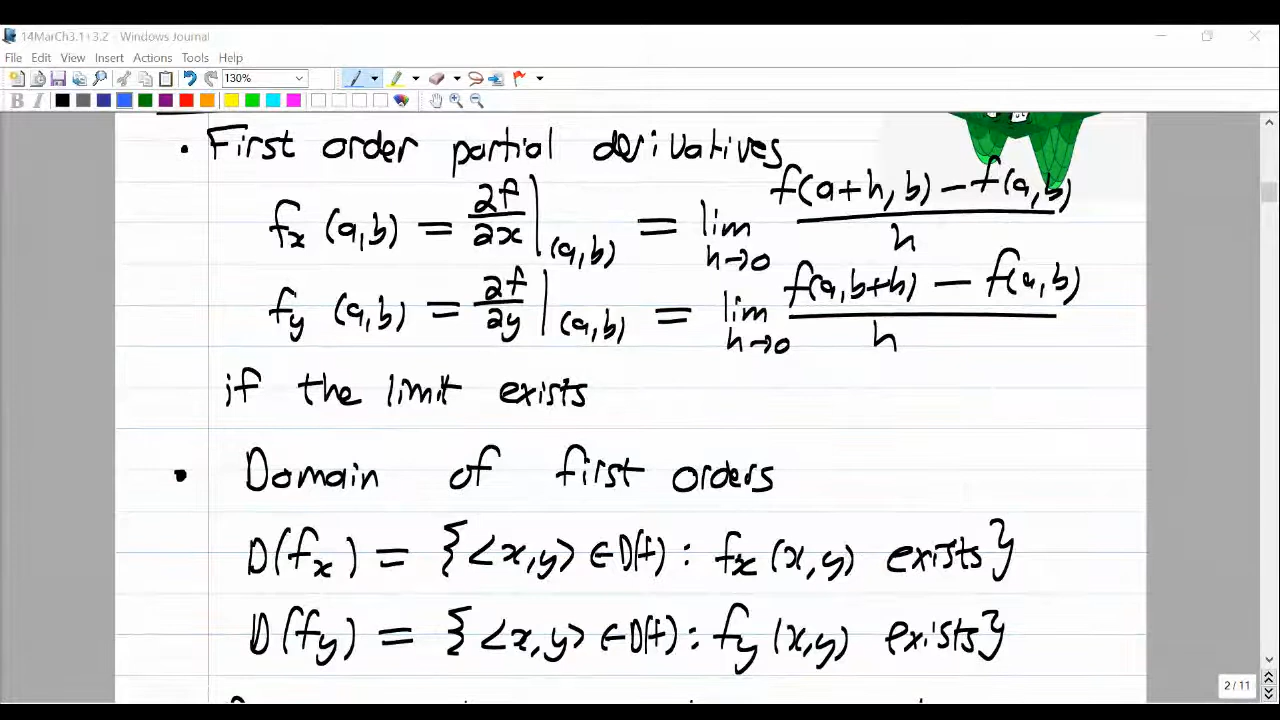 14MarCh3.1+3.2 - Windows Journal
File Edit View Insert Actions Tools Help
130%
B I
• First order partial derivatives
fx (a,b) = ∂f/∂x |(a,b) = lim h→0 (f(a+h, b) − f(a,b))/h
fy (a,b) = ∂f/∂y |(a,b) = lim h→0 (f(a,b+h) − f(a,b))/h
if the limit exists
• Domain of first orders
D(fx) = {<x,y> ∈ D(f) : fx (x,y) exists}
D(fy) = {<x,y> ∈ D(f) : fy (x,y) exists}
2 / 11